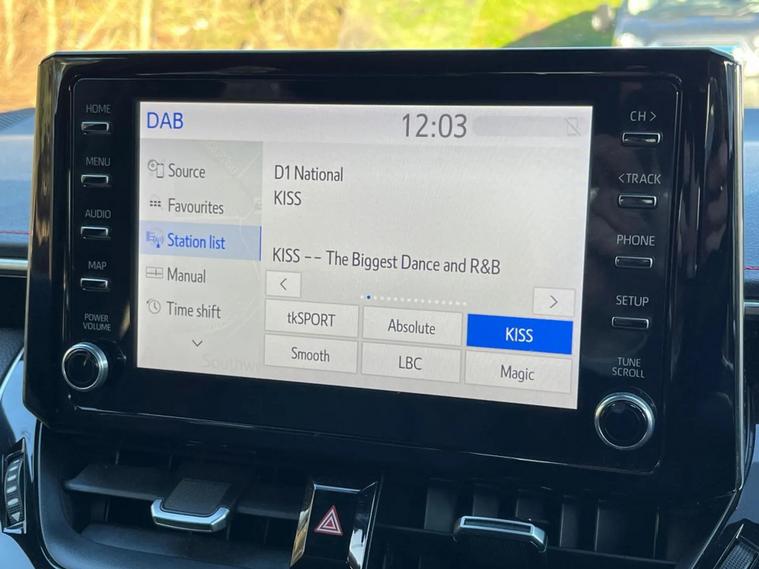 HOME
MENU
AUDIO
MAP
POWER
VOLUME
DAB
12:03
Source
Favourites
Station list
Manual
Time shift
D1 National
KISS
KISS -- The Biggest Dance and R&B
tkSPORT
Absolute
KISS
Smooth
LBC
Magic
CH >
< TRACK
PHONE
SETUP
TUNE
SCROLL